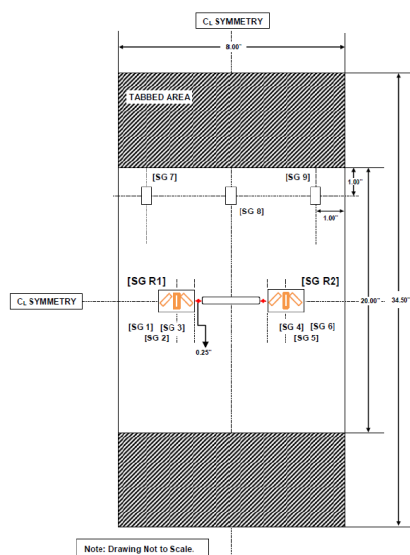 CL SYMMETRY
8.00"
TABBED AREA
[SG 7]
[SG 9]
1.00"
[SG 8]
1.00"
[SG R1]
[SG R2]
CL SYMMETRY
20.00"
34.50"
[SG 1]
[SG 3]
[SG 4]
[SG 6]
[SG 2]
[SG 5]
0.25"
Note: Drawing Not to Scale.